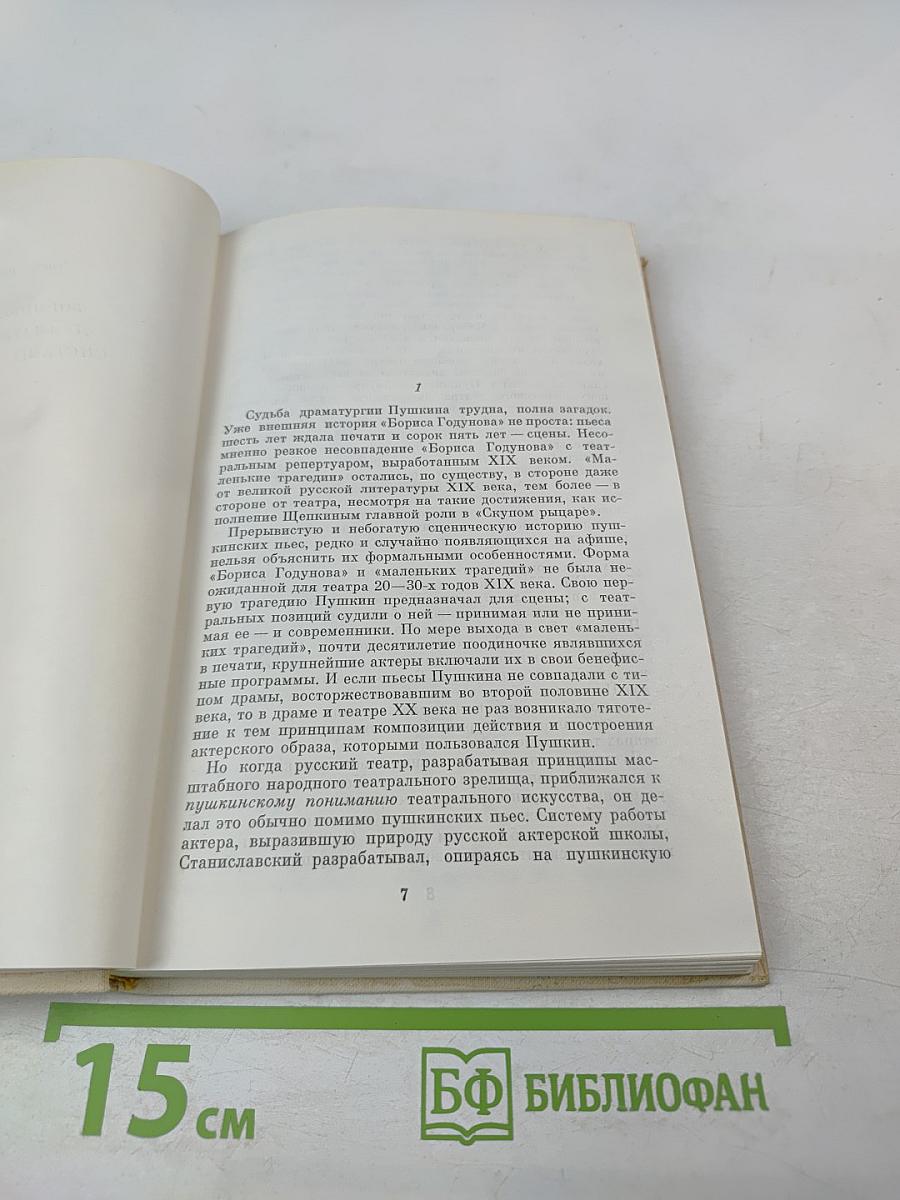 1
Судьба драматургии Пушкина трудна, полна загадок.
Уже внешняя история «Бориса Годунова» не проста: пьеса
шесть лет ждала печати и сорок пять лет — сцены. Несо-
мненно резкое несовпадение «Бориса Годунова» с теат-
ральным репертуаром, выработанным XIX веком. «Ма-
ленькие трагедии» остались, по существу, в стороне даже
от великой русской литературы XIX века, тем более — в
стороне от театра, несмотря на такие достижения, как ис-
полнение Щепкиным главной роли в «Скупом рыцаре».
Прерывистую и небогатую сценическую историю пуш-
кинских пьес, редко и случайно появляющихся на афише,
нельзя объяснить их формальными особенностями. Форма
«Бориса Годунова» и «маленьких трагедий» не была не-
ожиданной для театра 20—30-х годов XIX века. Свою пер-
вую трагедию Пушкин предназначал для сцены; с теат-
ральных позиций судили о ней — принимая или не прини-
мая ее — и современники. По мере выхода в свет «малень-
ких трагедий», почти десятилетие поодиночке являвшихся
в печати, крупнейшие актеры включали их в свои бенефис-
ные программы. И если пьесы Пушкина не совпадали с ти-
пом драмы, восторжествовавшим во второй половине XIX
века, то в драме и театре XX века не раз возникало тяготе-
ние к тем принципам композиции действия и построения
актерского образа, которыми пользовался Пушкин.
Но когда русский театр, разрабатывая принципы мас-
штабного народного театрального зрелища, приближался к
пушкинскому пониманию театрального искусства, он де-
лал это обычно помимо пушкинских пьес. Систему работы
актера, выразившую природу русской актерской школы,
Станиславский разрабатывал, опираясь на пушкинскую
7
15 см
БФ БИБЛИОФАН